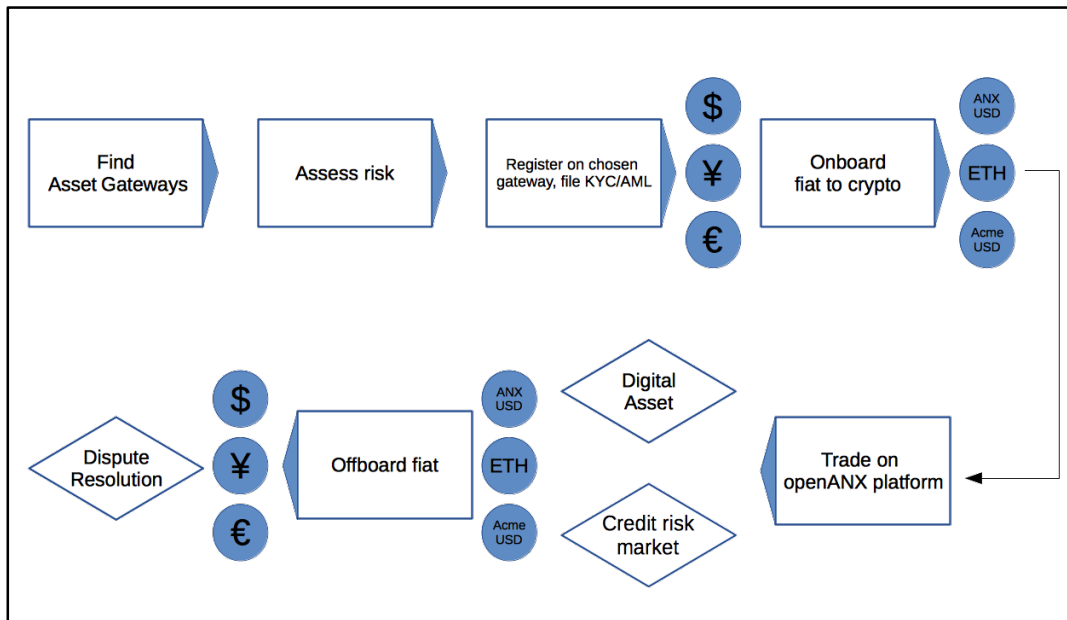 Find
Asset Gateways
Assess risk
Register on chosen
gateway, file KYC/AML
$
¥
€
Onboard
fiat to crypto
ANX
USD
ETH
Acme
USD
Dispute
Resolution
$
¥
€
Offboard fiat
ANX
USD
ETH
Acme
USD
Digital
Asset
Credit risk
market
Trade on
openANX platform